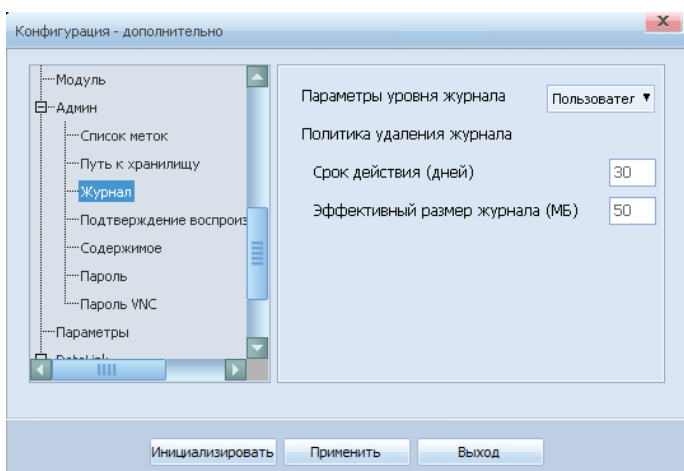 Конфигурация - дополнительно
x
Модуль
Админ
Список меток
Путь к хранилищу
Журнал
Подтверждение воспроиз
Содержимое
Пароль
Пароль VNC
Параметры
DataLink
Параметры уровня журнала Пользовател
Политика удаления журнала
Срок действия (дней) 30
Эффективный размер журнала (МБ) 50
Инициализировать Применить Выход